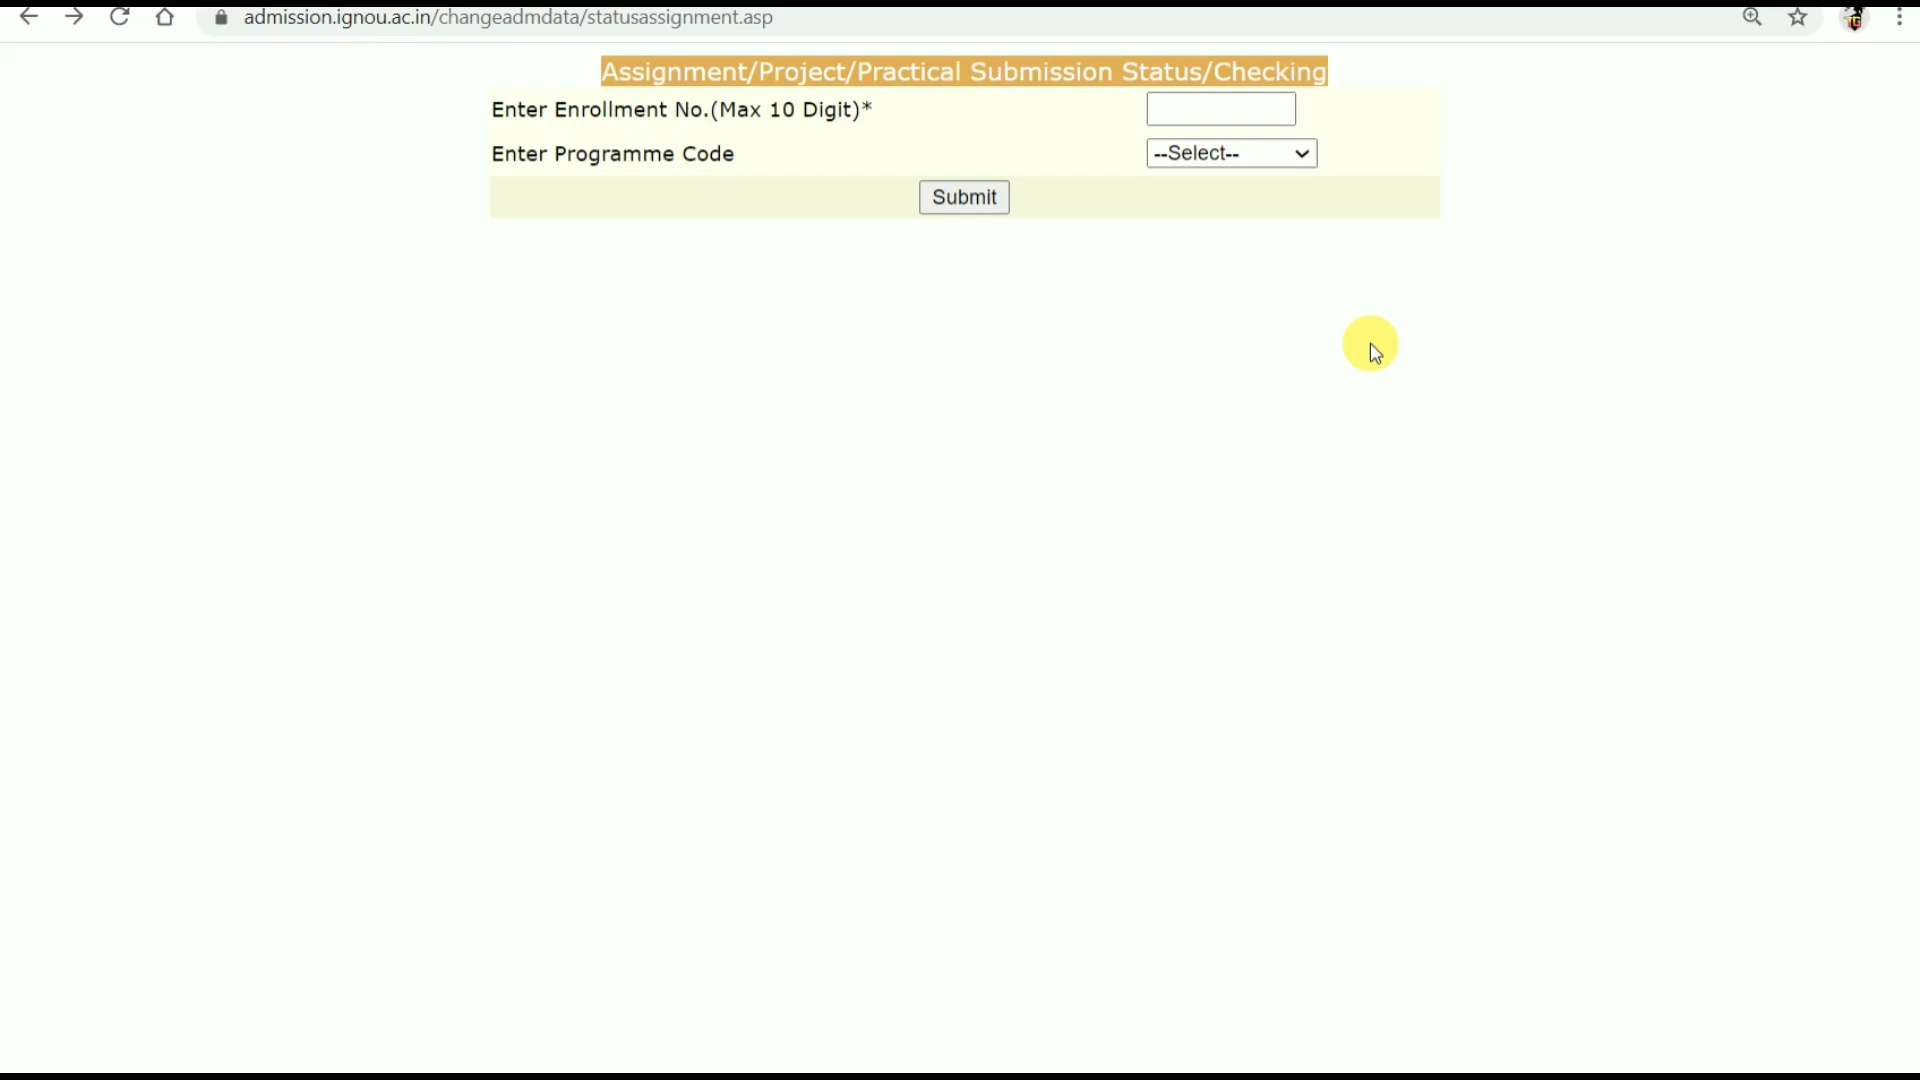 admission.ignou.ac.in/changeadmdata/statusassignment.asp
Assignment/Project/Practical Submission Status/Checking
Enter Enrollment No.(Max 10 Digit)*
Enter Programme Code --Select--
Submit